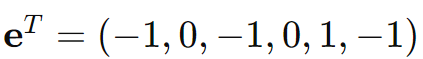 e^T = (−1, 0, −1, 0, 1, −1)